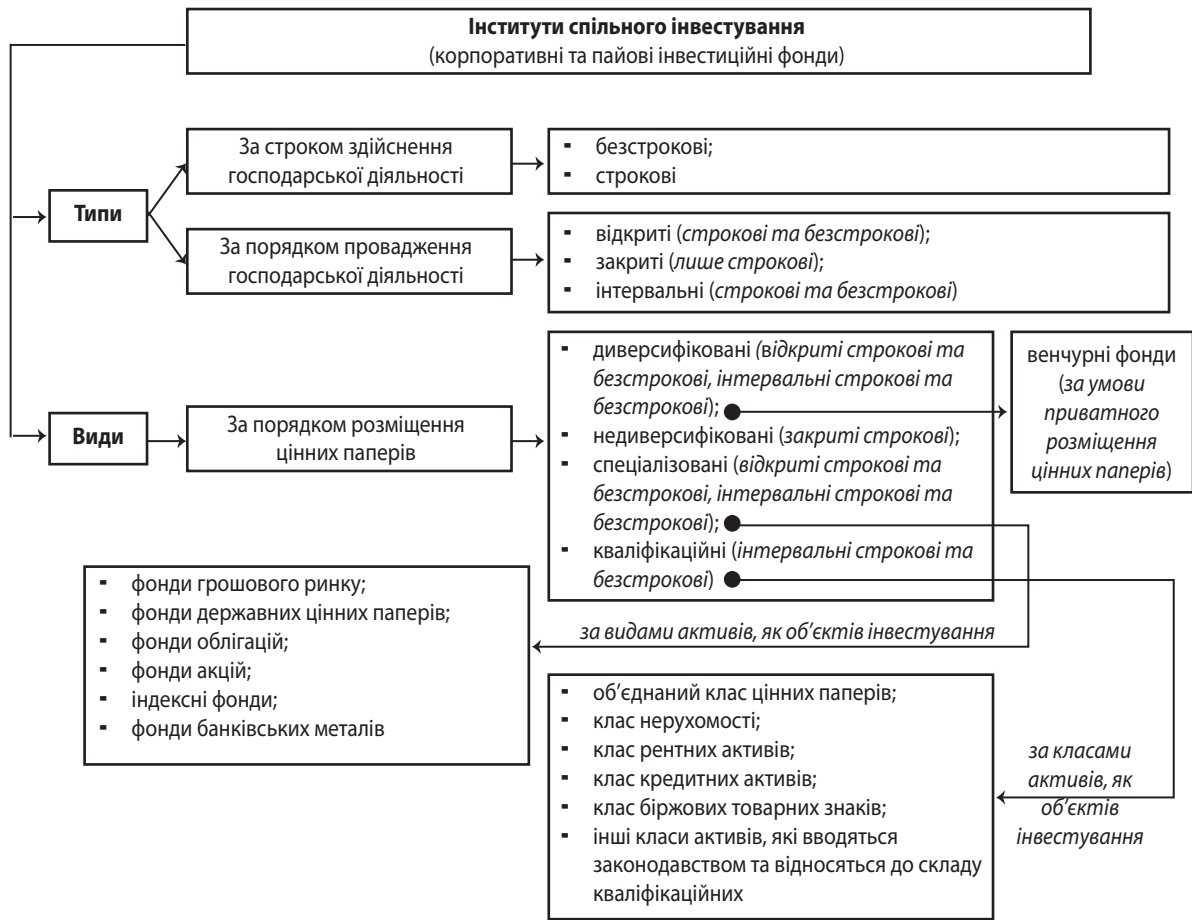 Інститути спільного інвестування
(корпоративні та пайові інвестиційні фонди)
Типи
За строком здійснення
господарської діяльності
▪ безстрокові;
▪ строкові
За порядком провадження
господарської діяльності
▪ відкриті (строкові та безстрокові);
▪ закриті (лише строкові);
▪ інтервальні (строкові та безстрокові)
Види
За порядком розміщення
цінних паперів
▪ диверсифіковані (відкриті строкові та
безстрокові, інтервальні строкові та
безстрокові);
▪ недиверсифіковані (закриті строкові);
▪ спеціалізовані (відкриті строкові та
безстрокові, інтервальні строкові та
безстрокові);
▪ кваліфікаційні (інтервальні строкові та
безстрокові)
венчурні фонди
(за умови
приватного
розміщення
цінних паперів)
▪ фонди грошового ринку;
▪ фонди державних цінних паперів;
▪ фонди облігацій;
▪ фонди акцій;
▪ індексні фонди;
▪ фонди банківських металів
за видами активів, як об’єктів інвестування
▪ об’єднаний клас цінних паперів;
▪ клас нерухомості;
▪ клас рентних активів;
▪ клас кредитних активів;
▪ клас біржових товарних знаків;
▪ інші класи активів, які вводяться
законодавством та відносяться до складу
кваліфікаційних
за класами
активів, як
об’єктів
інвестування